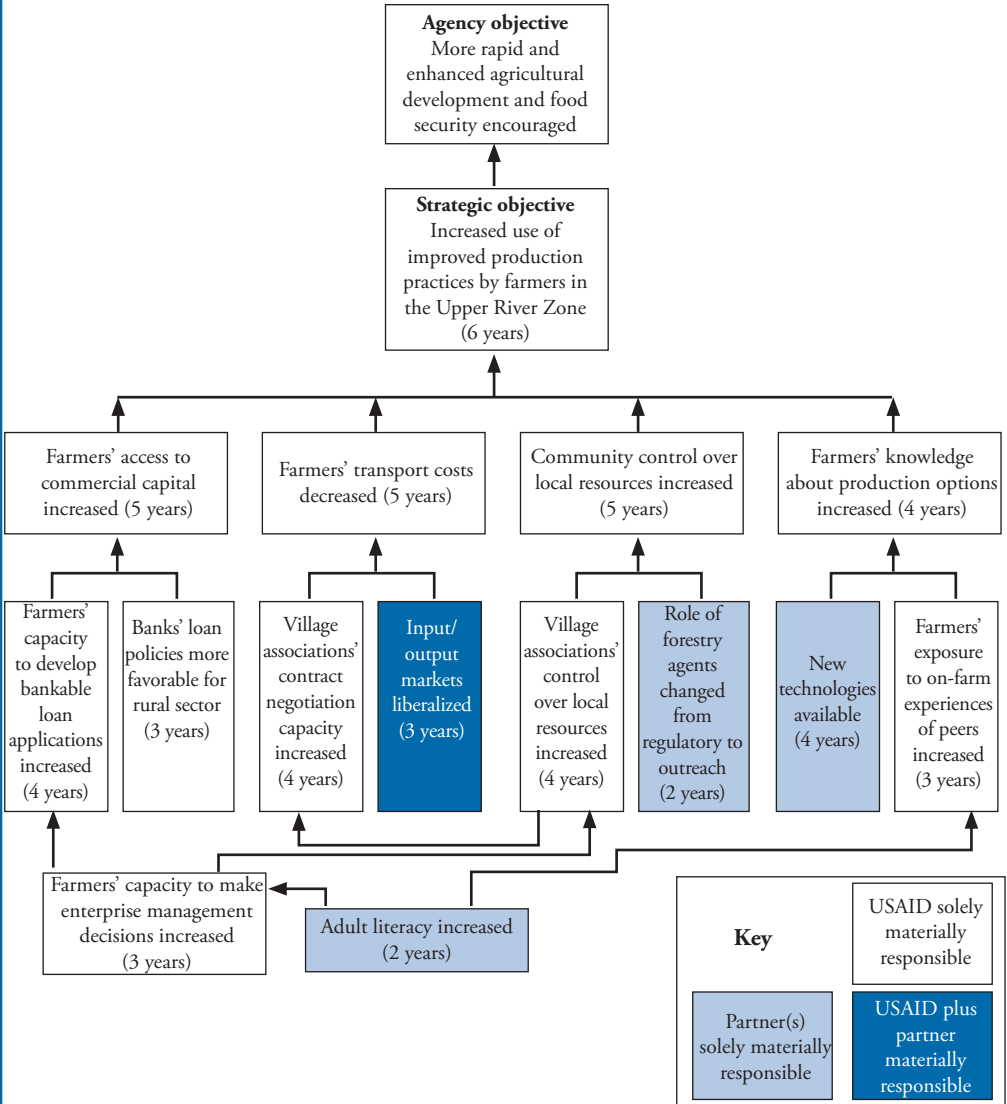 Agency objective
More rapid and
enhanced agricultural
development and food
security encouraged
Strategic objective
Increased use of
improved production
practices by farmers in
the Upper River Zone
(6 years)
Farmers’ access to
commercial capital
increased (5 years)
Farmers’ transport costs
decreased (5 years)
Community control over
local resources increased
(5 years)
Farmers’ knowledge
about production options
increased (4 years)
Farmers’
capacity
to develop
bankable
loan
applications
increased
(4 years)
Banks’ loan
policies more
favorable for
rural sector
(3 years)
Village
associations’
contract
negotiation
capacity
increased
(4 years)
Input/
output
markets
liberalized
(3 years)
Village
associations’
control
over local
resources
increased
(4 years)
Role of
forestry
agents
changed
from
regulatory to
outreach
(2 years)
New
technologies
available
(4 years)
Farmers’
exposure
to on-farm
experiences
of peers
increased
(3 years)
Farmers’ capacity to make
enterprise management
decisions increased
(3 years)
Adult literacy increased
(2 years)
Key
USAID solely
materially
responsible
Partner(s)
solely materially
responsible
USAID plus
partner
materially
responsible